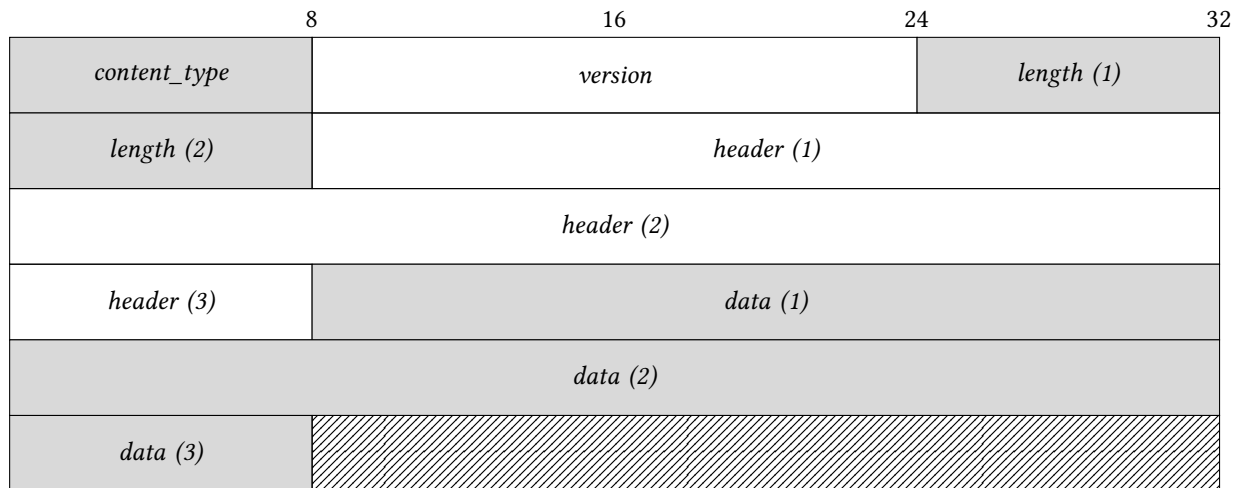 8 16 24 32
content_type version length (1)
length (2) header (1)
header (2)
header (3) data (1)
data (2)
data (3)